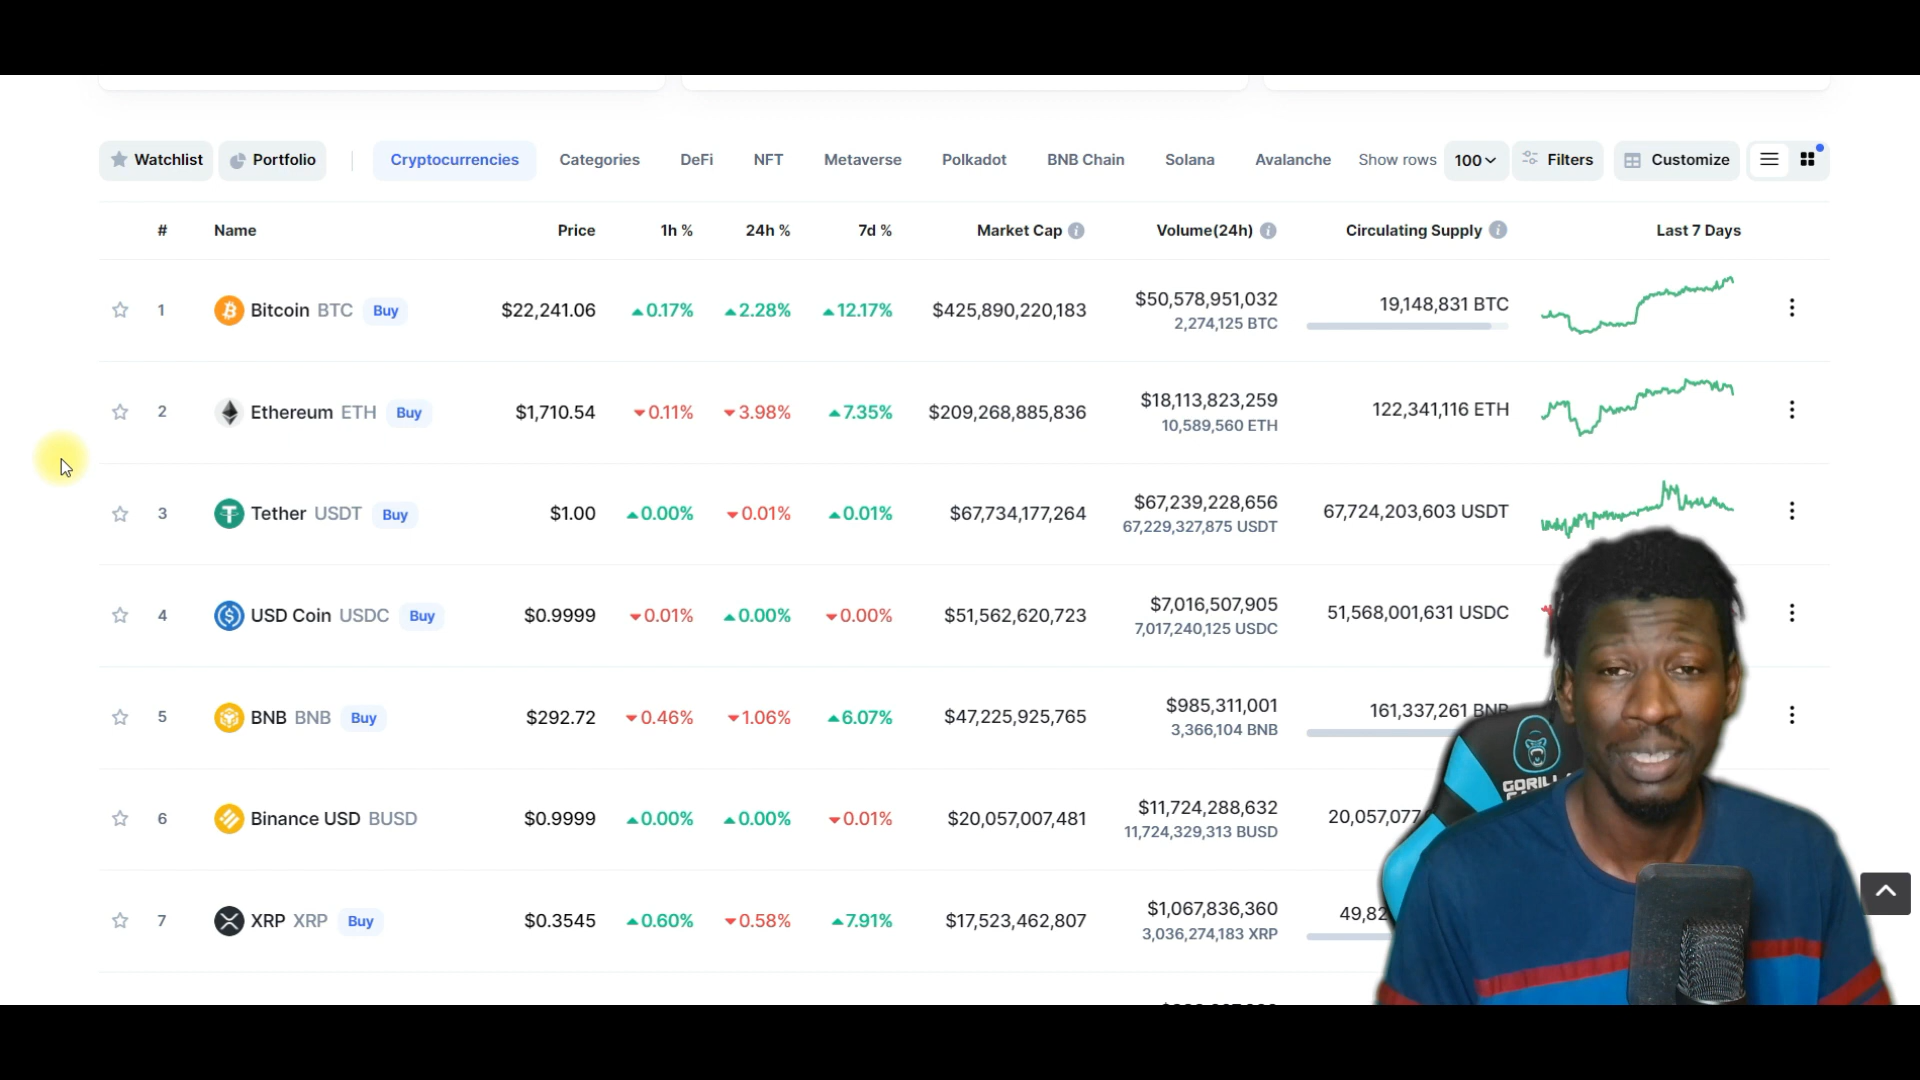 Watchlist Portfolio Cryptocurrencies Categories DeFi NFT Metaverse Polkadot BNB Chain Solana Avalanche Show rows 100 Filters Customize
# Name Price 1h % 24h % 7d % Market Cap Volume(24h) Circulating Supply Last 7 Days
1 Bitcoin BTC Buy $22,241.06 0.17% 2.28% 12.17% $425,890,220,183 $50,578,951,032 19,148,831 BTC
2,274,125 BTC
2 Ethereum ETH Buy $1,710.54 0.11% 3.98% 7.35% $209,268,885,836 $18,113,823,259 122,341,116 ETH
10,589,560 ETH
3 Tether USDT Buy $1.00 0.00% 0.01% 0.01% $67,734,177,264 $67,239,228,656 67,724,203,603 USDT
67,229,327,875 USDT
4 USD Coin USDC Buy $0.9999 0.01% 0.00% 0.00% $51,562,620,723 $7,016,507,905 51,568,001,631 USDC
7,017,240,125 USDC
5 BNB BNB Buy $292.72 0.46% 1.06% 6.07% $47,225,925,765 $985,311,001 161,337,261 BNB
3,366,104 BNB
6 Binance USD BUSD $0.9999 0.00% 0.00% 0.01% $20,057,007,481 $11,724,288,632 20,057,077
11,724,329,313 BUSD
7 XRP XRP Buy $0.3545 0.60% 0.58% 7.91% $17,523,462,807 $1,067,836,360 49,82
3,036,274,183 XRP